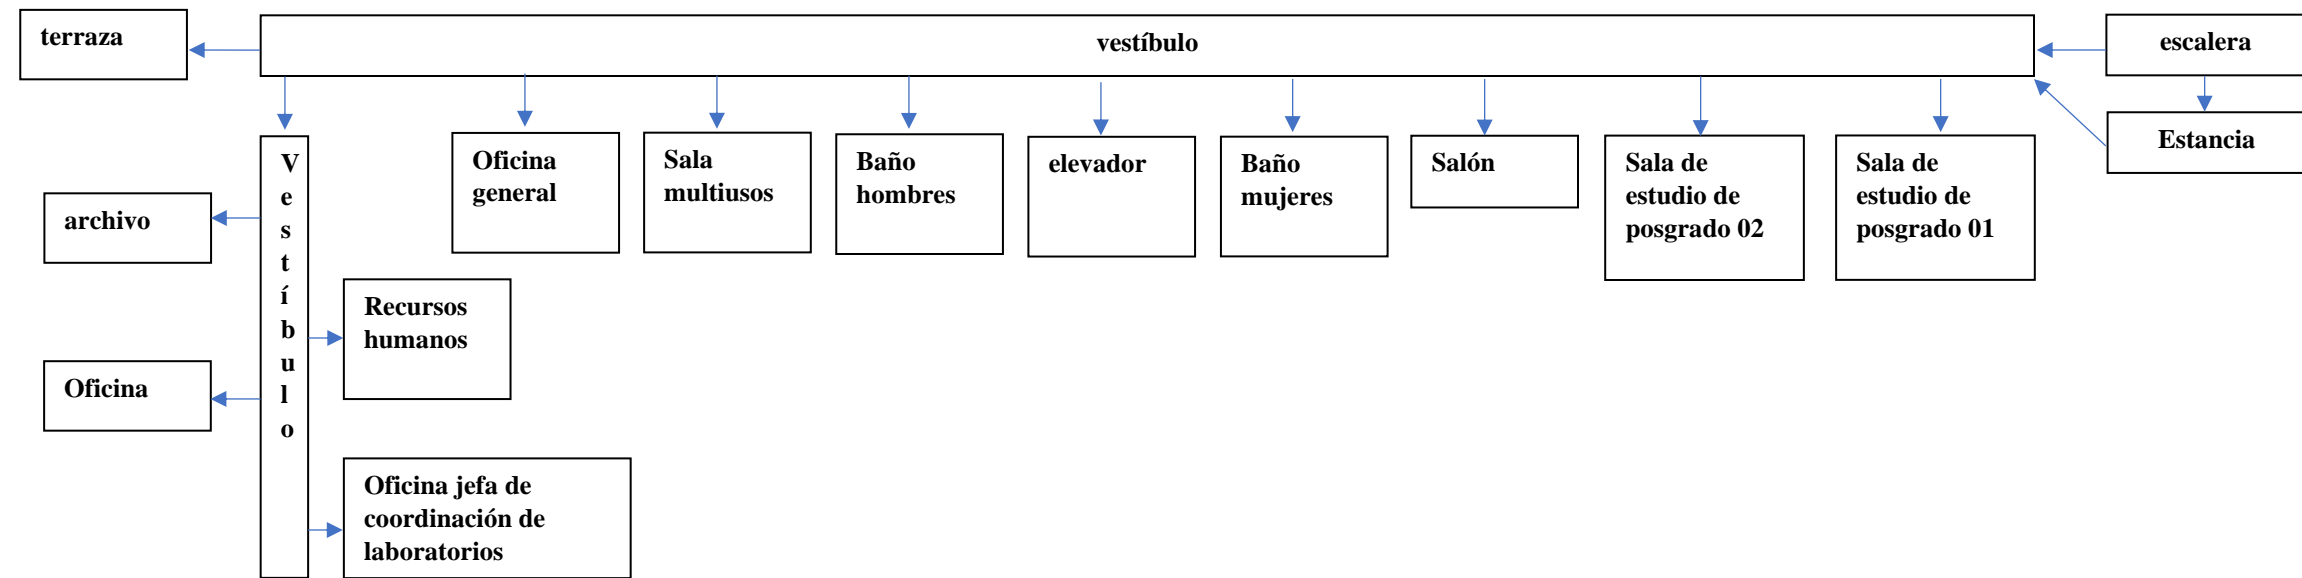 terraza
vestíbulo
escalera
Estancia
Vestíbulo
Oficina
general
Sala
multiusos
Baño
hombres
elevador
Baño
mujeres
Salón
Sala de
estudio de
posgrado 02
Sala de
estudio de
posgrado 01
archivo
Recursos
humanos
Oficina
Oficina jefa de
coordinación de
laboratorios